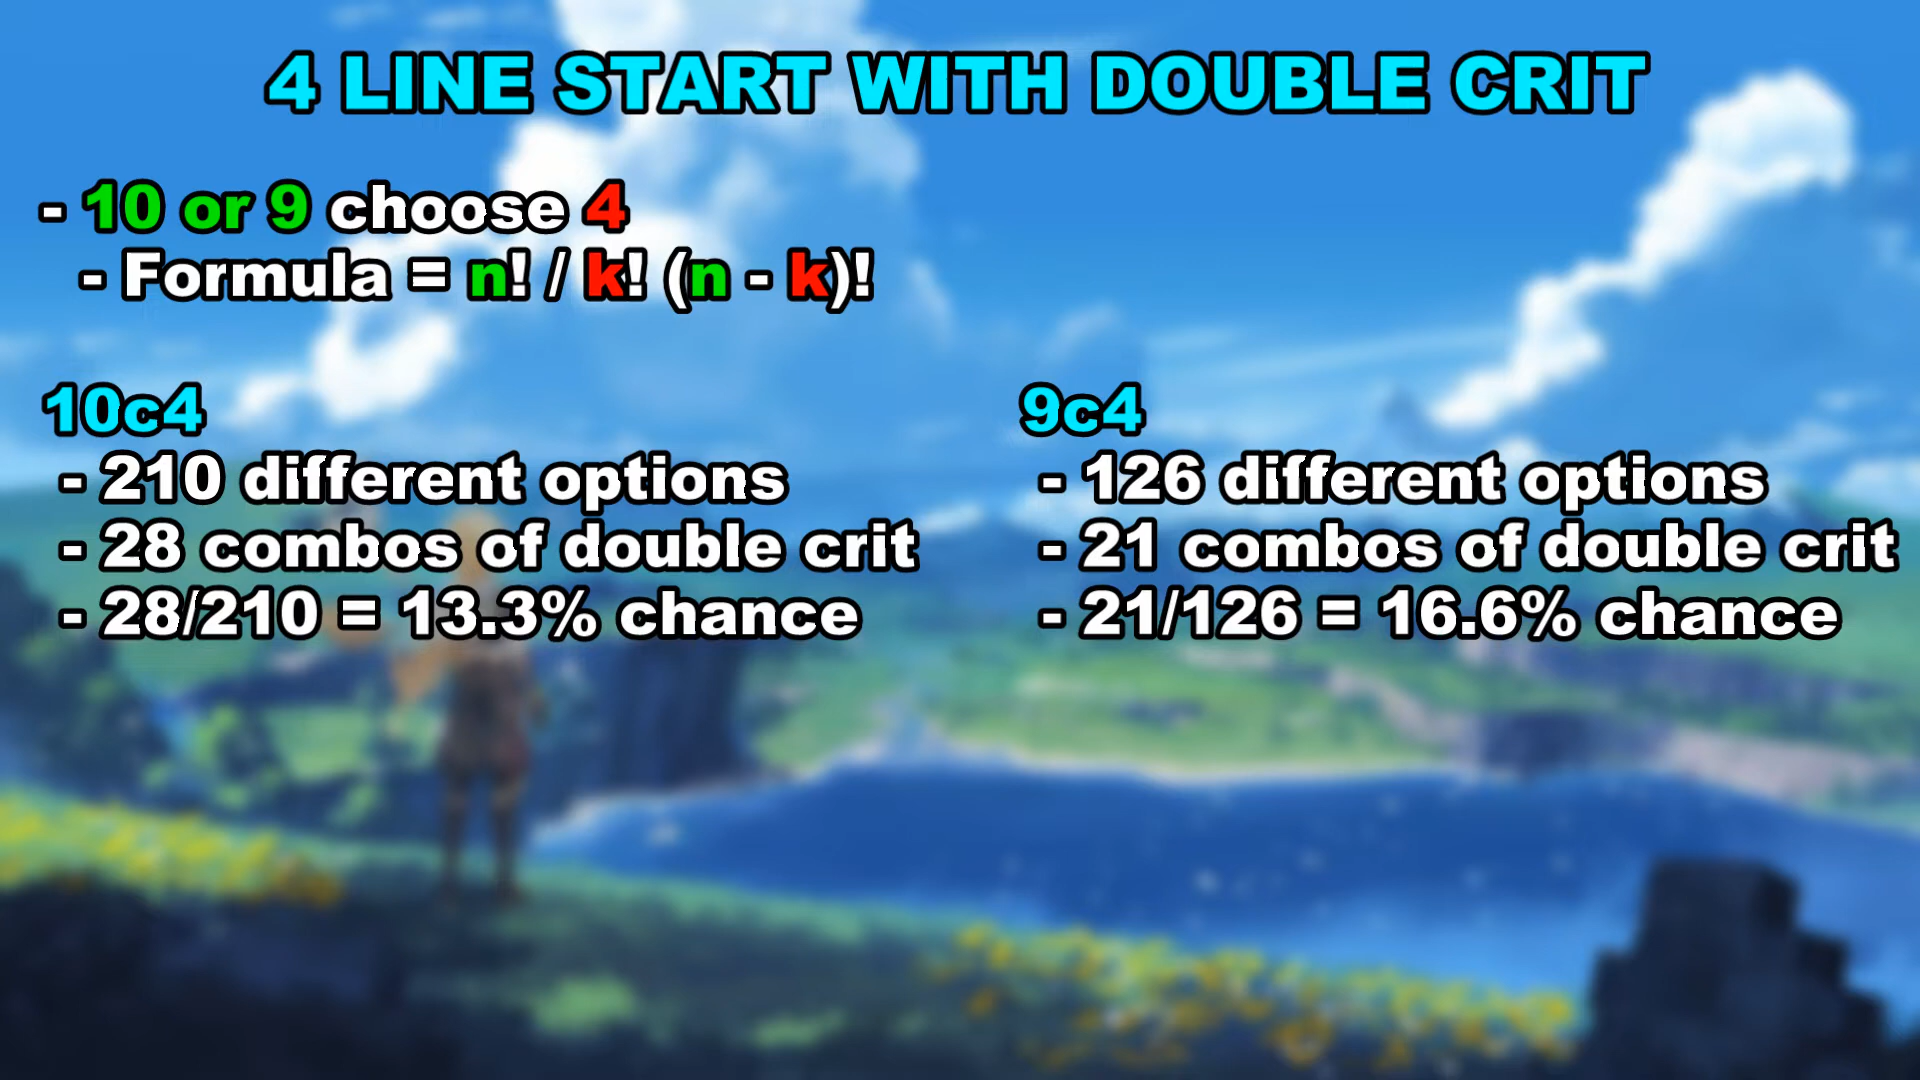 4 LINE START WITH DOUBLE CRIT
- 10 or 9 choose 4
- Formula = n! / k! (n - k)!
10c4
- 210 different options
- 28 combos of double crit
- 28/210 = 13.3% chance
9c4
- 126 different options
- 21 combos of double crit
- 21/126 = 16.6% chance